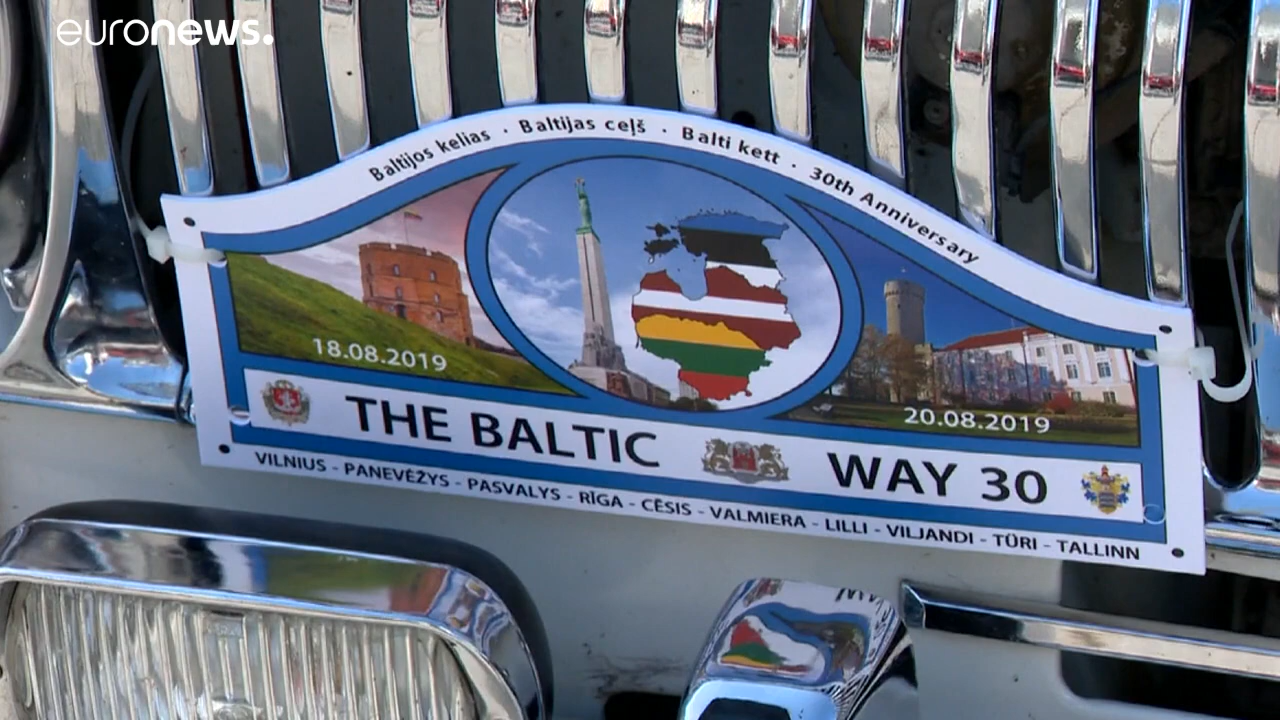 euronews.
Baltijos kelias · Baltijas ceļš · Balti kett · 30th Anniversary
18.08.2019
20.08.2019
THE BALTIC WAY 30
VILNIUS - PANEVĖŽYS - PASVALYS - RĪGA - CĒSIS - VALMIERA - LILLI - VILJANDI - TÜRI - TALLINN